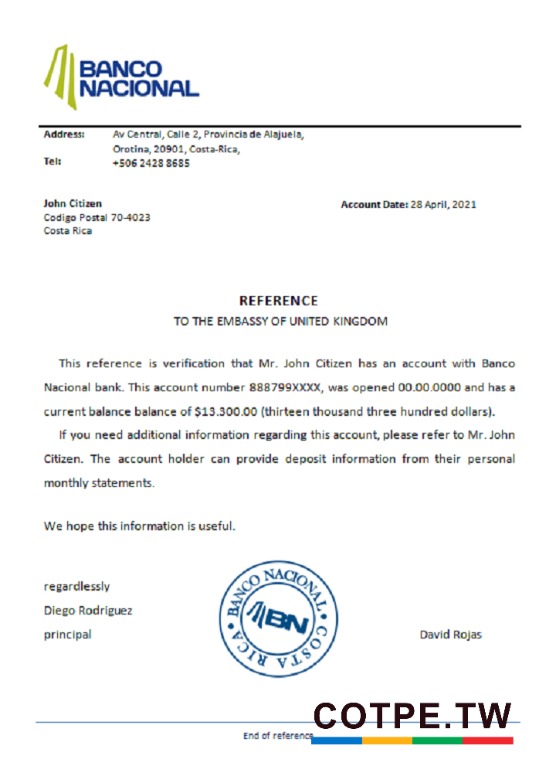 BANCO
NACIONAL
Address: Av Central, Calle 2, Provincia de Alajuela,
Orotina, 20901, Costa-Rica,
Tel: +506 2428 8685
John Citizen
Account Date: 28 April, 2021
Codigo Postal 70-4023
Costa Rica
REFERENCE
TO THE EMBASSY OF UNITED KINGDOM
This reference is verification that Mr. John Citizen has an account with Banco
Nacional bank. This account number 888799XXXX, was opened 00.00.0000 and has a
current balance balance of $13.300.00 (thirteen thousand three hundred dollars).
If you need additional information regarding this account, please refer to Mr. John
Citizen. The account holder can provide deposit information from their personal
monthly statements.
We hope this information is useful.
regardlessly
Diego Rodriguez
principal
BANCO NACIONAL
BN
COSTA RICA
David Rojas
COTPE.TW
End of reference